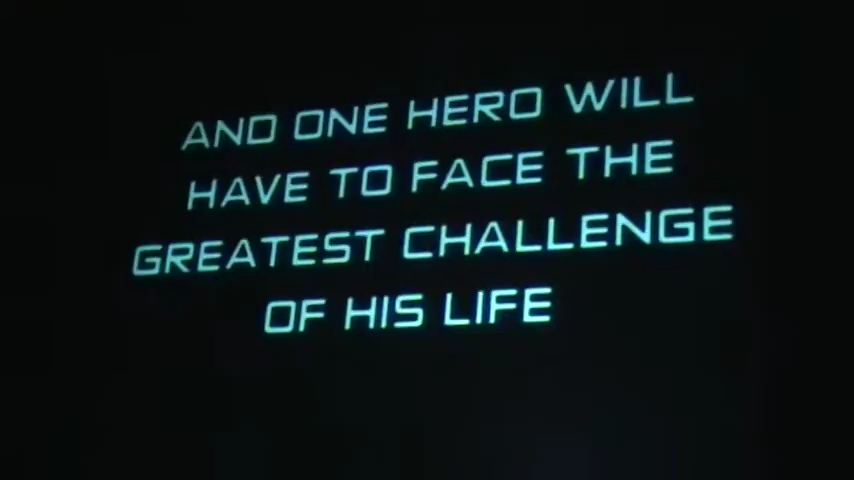 AND ONE HERO WILL
HAVE TO FACE THE
GREATEST CHALLENGE
OF HIS LIFE